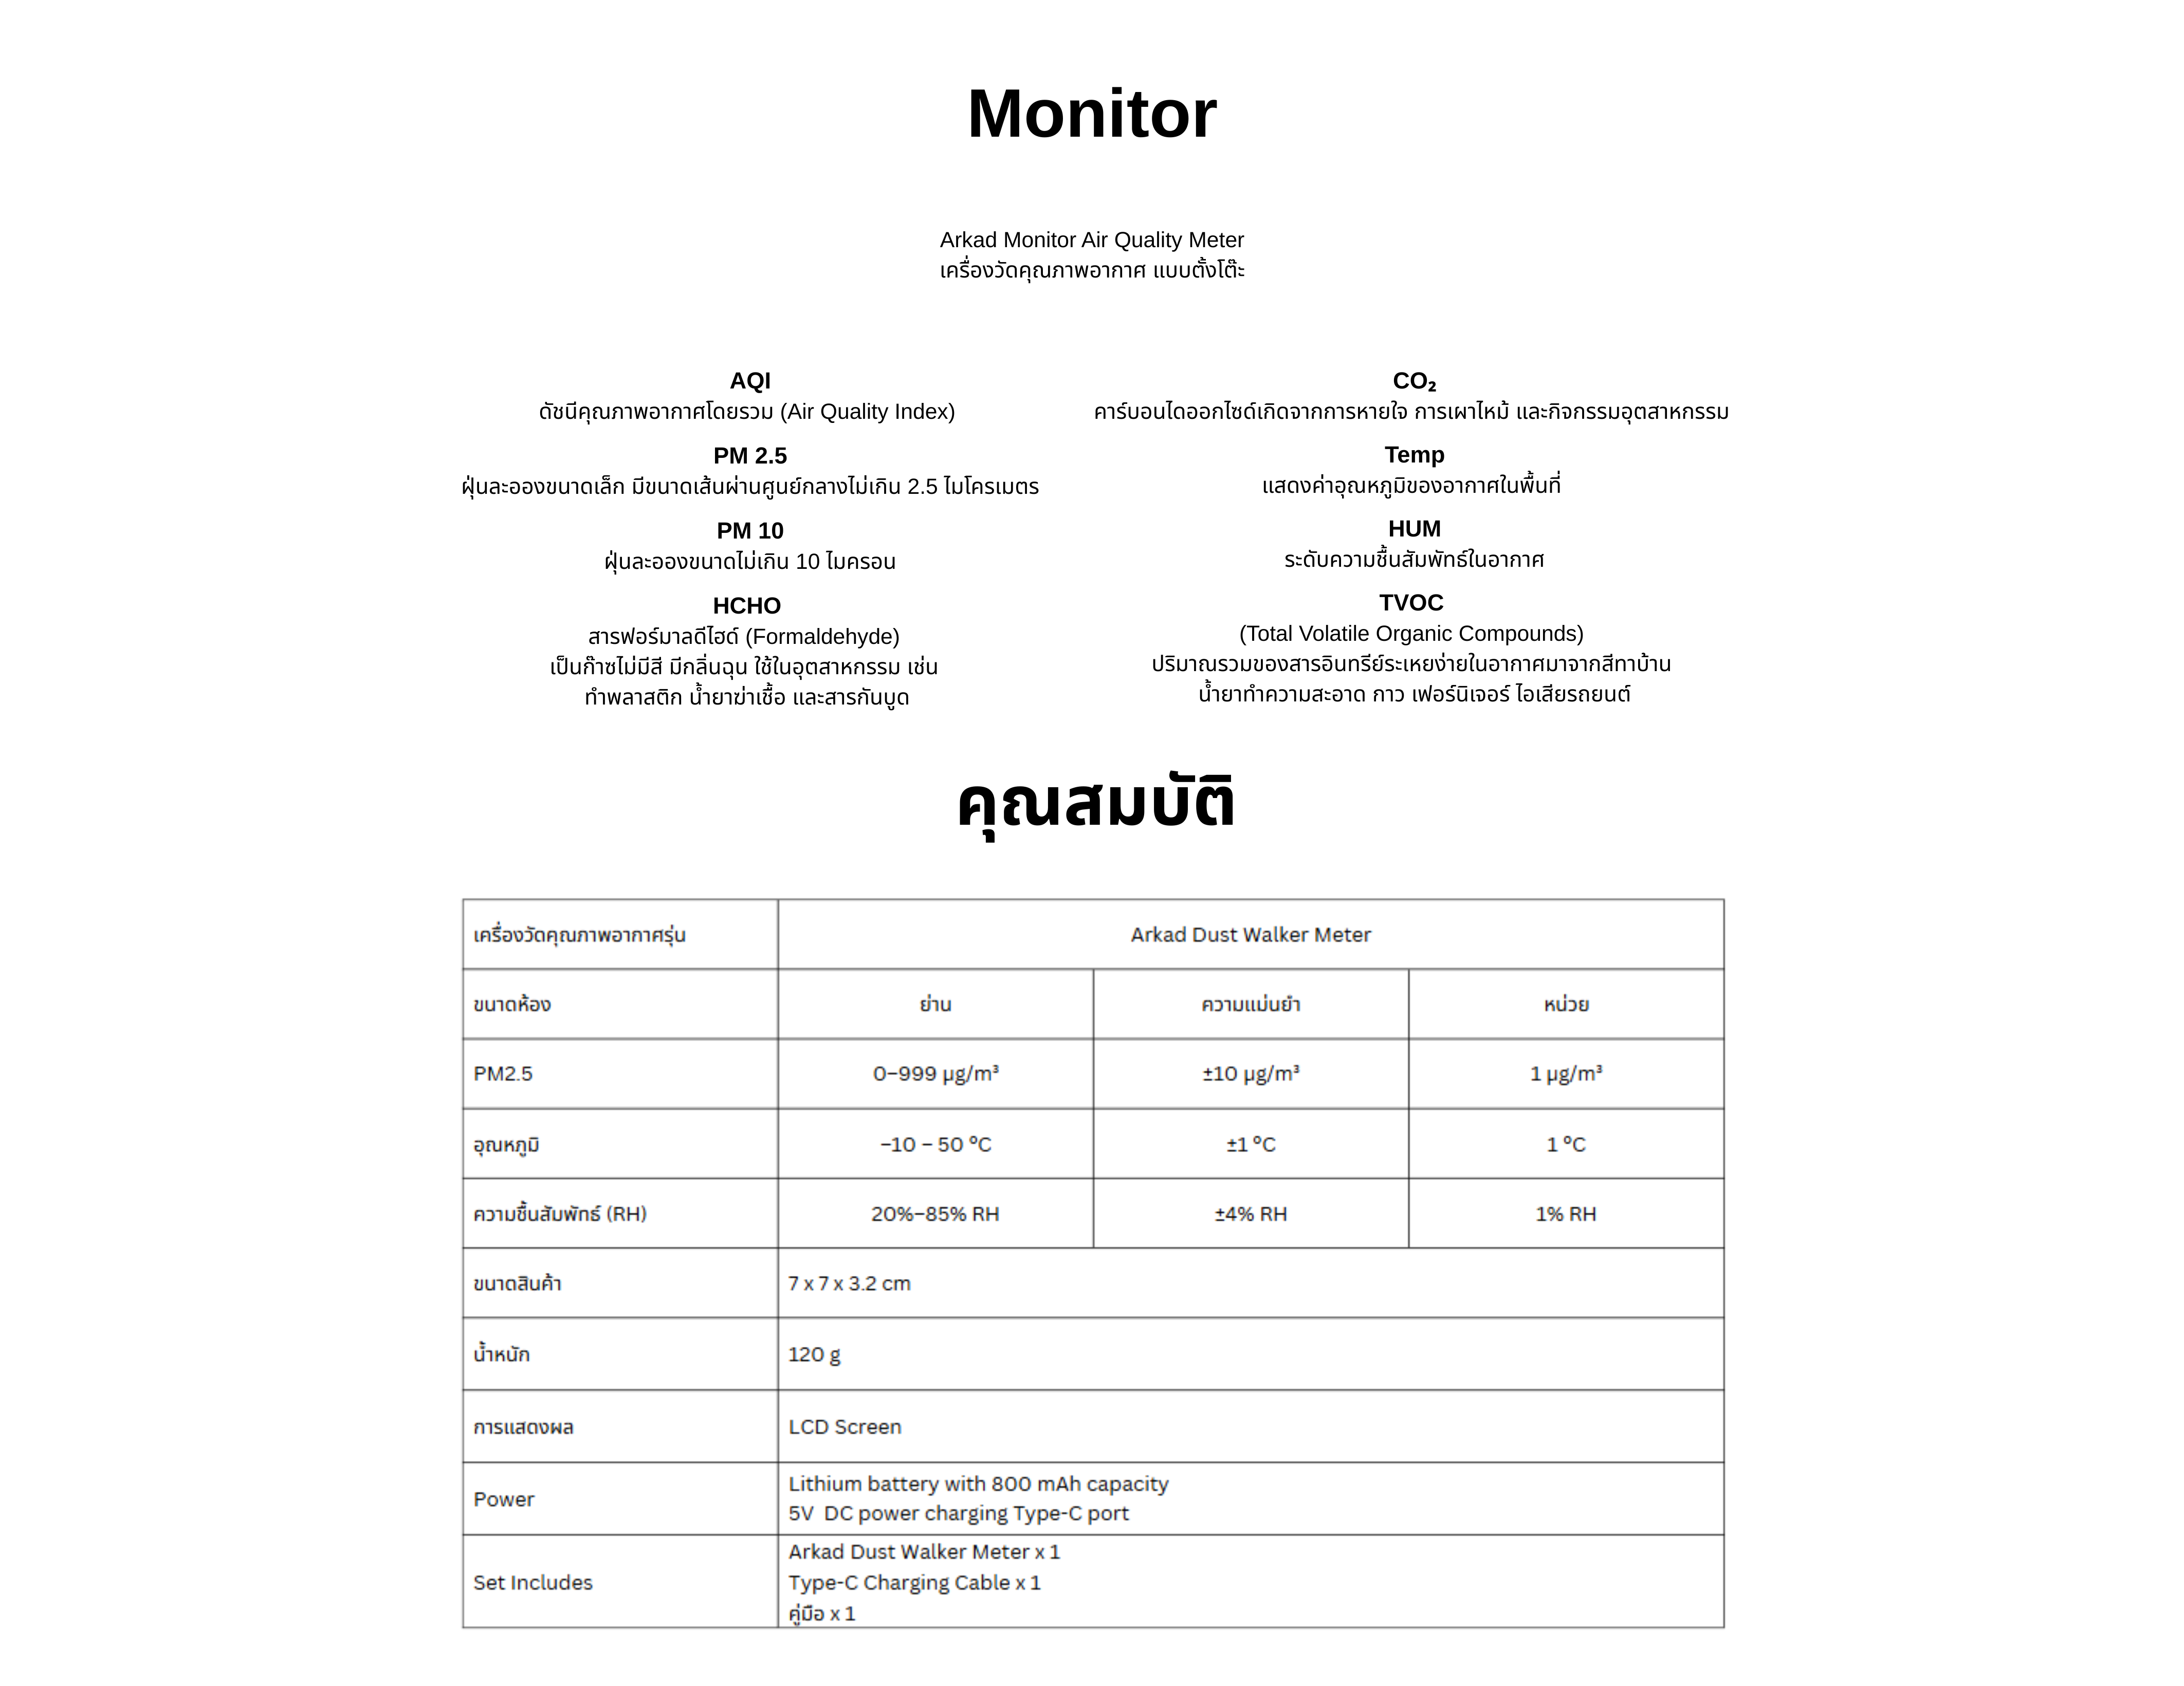 Monitor
Arkad Monitor Air Quality Meter
เครื่องวัดคุณภาพอากาศ แบบตั้งโต๊ะ
AQI
ดัชนีคุณภาพอากาศโดยรวม (Air Quality Index)
PM 2.5
ฝุ่นละอองขนาดเล็ก มีขนาดเส้นผ่านศูนย์กลางไม่เกิน 2.5 ไมโครเมตร
PM 10
ฝุ่นละอองขนาดไม่เกิน 10 ไมครอน
HCHO
สารฟอร์มาลดีไฮด์ (Formaldehyde)
เป็นก๊าซไม่มีสี มีกลิ่นฉุน ใช้ในอุตสาหกรรม เช่น
ทำพลาสติก น้ำยาฆ่าเชื้อ และสารกันบูด
CO₂
คาร์บอนไดออกไซด์เกิดจากการหายใจ การเผาไหม้ และกิจกรรมอุตสาหกรรม
Temp
แสดงค่าอุณหภูมิของอากาศในพื้นที่
HUM
ระดับความชื้นสัมพัทธ์ในอากาศ
TVOC
(Total Volatile Organic Compounds)
ปริมาณรวมของสารอินทรีย์ระเหยง่ายในอากาศมาจากสีทาบ้าน
น้ำยาทำความสะอาด กาว เฟอร์นิเจอร์ ไอเสียรถยนต์
คุณสมบัติ
เครื่องวัดคุณภาพอากาศรุ่น Arkad Dust Walker Meter
ขนาดห้อง ย่าน ความแม่นยำ หน่วย
PM2.5 0–999 µg/m³ ±10 µg/m³ 1 µg/m³
อุณหภูมิ –10 – 50 °C ±1 °C 1 °C
ความชื้นสัมพัทธ์ (RH) 20%–85% RH ±4% RH 1% RH
ขนาดสินค้า 7 x 7 x 3.2 cm
น้ำหนัก 120 g
การแสดงผล LCD Screen
Power Lithium battery with 800 mAh capacity
5V DC power charging Type-C port
Set Includes Arkad Dust Walker Meter x 1
Type-C Charging Cable x 1
คู่มือ x 1